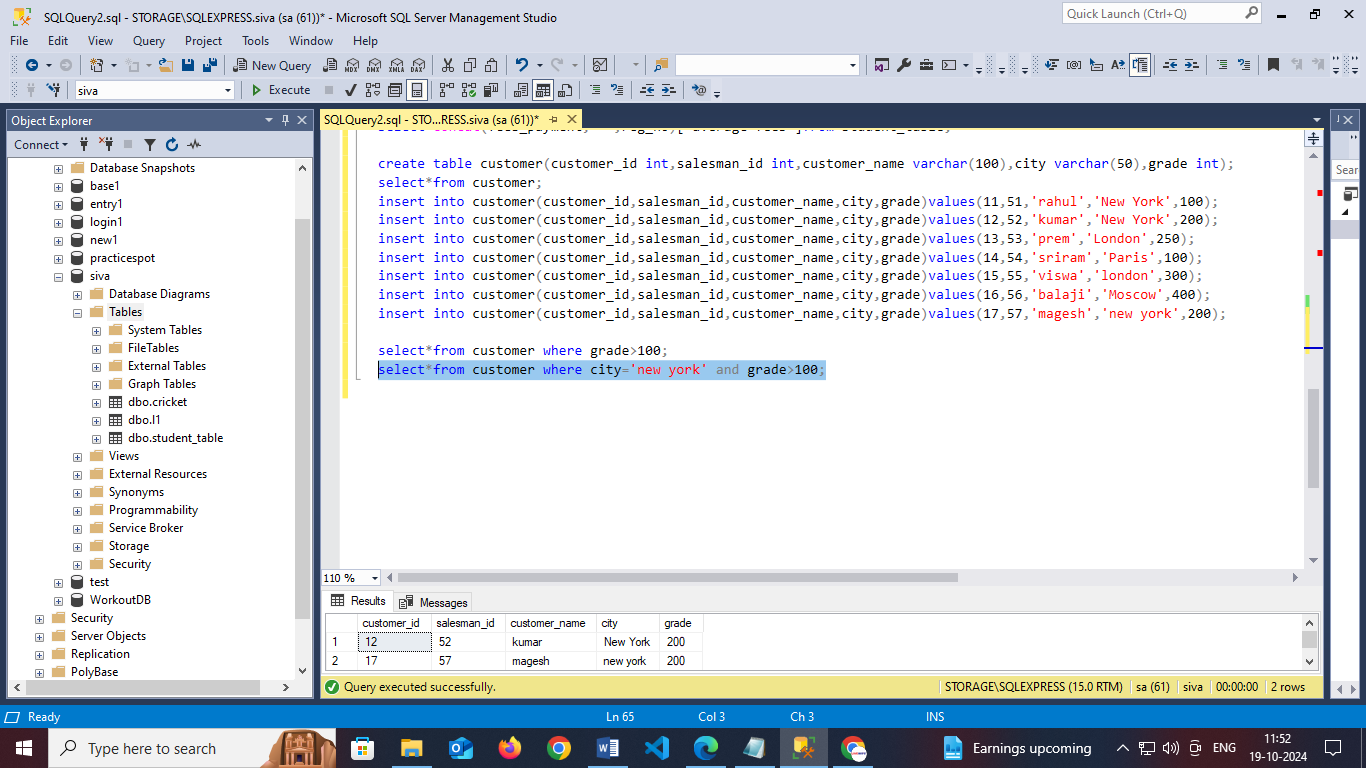 SQLQuery2.sql - STORAGE\SQLEXPRESS.siva (sa (61))* - Microsoft SQL Server Management Studio
Quick Launch (Ctrl+Q)
File Edit View Query Project Tools Window Help
New Query
MDX DMX XMLA DAX
siva
Execute
Object Explorer
SQLQuery2.sql - STO...RESS.siva (sa (61))*
Connect
Database Snapshots
base1
entry1
login1
new1
practicespot
siva
Database Diagrams
Tables
System Tables
FileTables
External Tables
Graph Tables
dbo.cricket
dbo.l1
dbo.student_table
Views
External Resources
Synonyms
Programmability
Service Broker
Storage
Security
test
WorkoutDB
Security
Server Objects
Replication
PolyBase
create table customer(customer_id int,salesman_id int,customer_name varchar(100),city varchar(50),grade int);
select*from customer;
insert into customer(customer_id,salesman_id,customer_name,city,grade)values(11,51,'rahul','New York',100);
insert into customer(customer_id,salesman_id,customer_name,city,grade)values(12,52,'kumar','New York',200);
insert into customer(customer_id,salesman_id,customer_name,city,grade)values(13,53,'prem','London',250);
insert into customer(customer_id,salesman_id,customer_name,city,grade)values(14,54,'sriram','Paris',100);
insert into customer(customer_id,salesman_id,customer_name,city,grade)values(15,55,'viswa','london',300);
insert into customer(customer_id,salesman_id,customer_name,city,grade)values(16,56,'balaji','Moscow',400);
insert into customer(customer_id,salesman_id,customer_name,city,grade)values(17,57,'magesh','new york',200);
select*from customer where grade>100;
select*from customer where city='new york' and grade>100;
Sear
110 %
Results Messages
customer_id salesman_id customer_name city grade
1 12 52 kumar New York 200
2 17 57 magesh new york 200
Query executed successfully. STORAGE\SQLEXPRESS (15.0 RTM) sa (61) siva 00:00:00 2 rows
Ready Ln 65 Col 3 Ch 3 INS
Type here to search
Earnings upcoming
ENG
11:52
19-10-2024